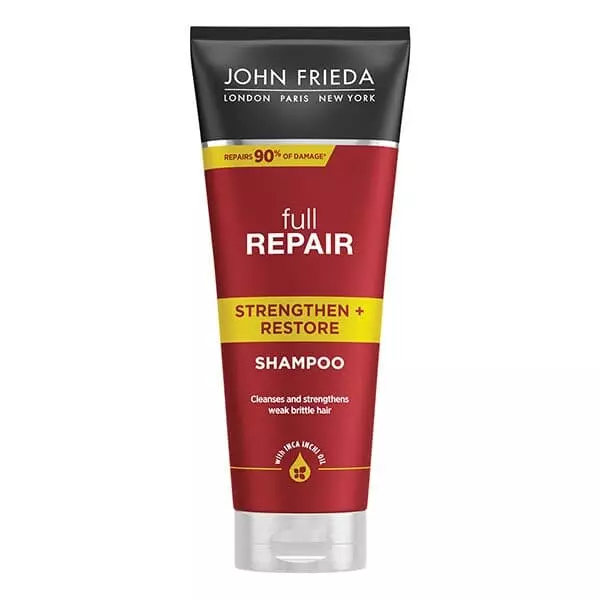 JOHN FRIEDA
LONDON PARIS NEW YORK
REPAIRS 90% OF DAMAGE*
full
REPAIR
STRENGTHEN +
RESTORE
SHAMPOO
Cleanses and strengthens
weak brittle hair
with INCA INCHI OIL